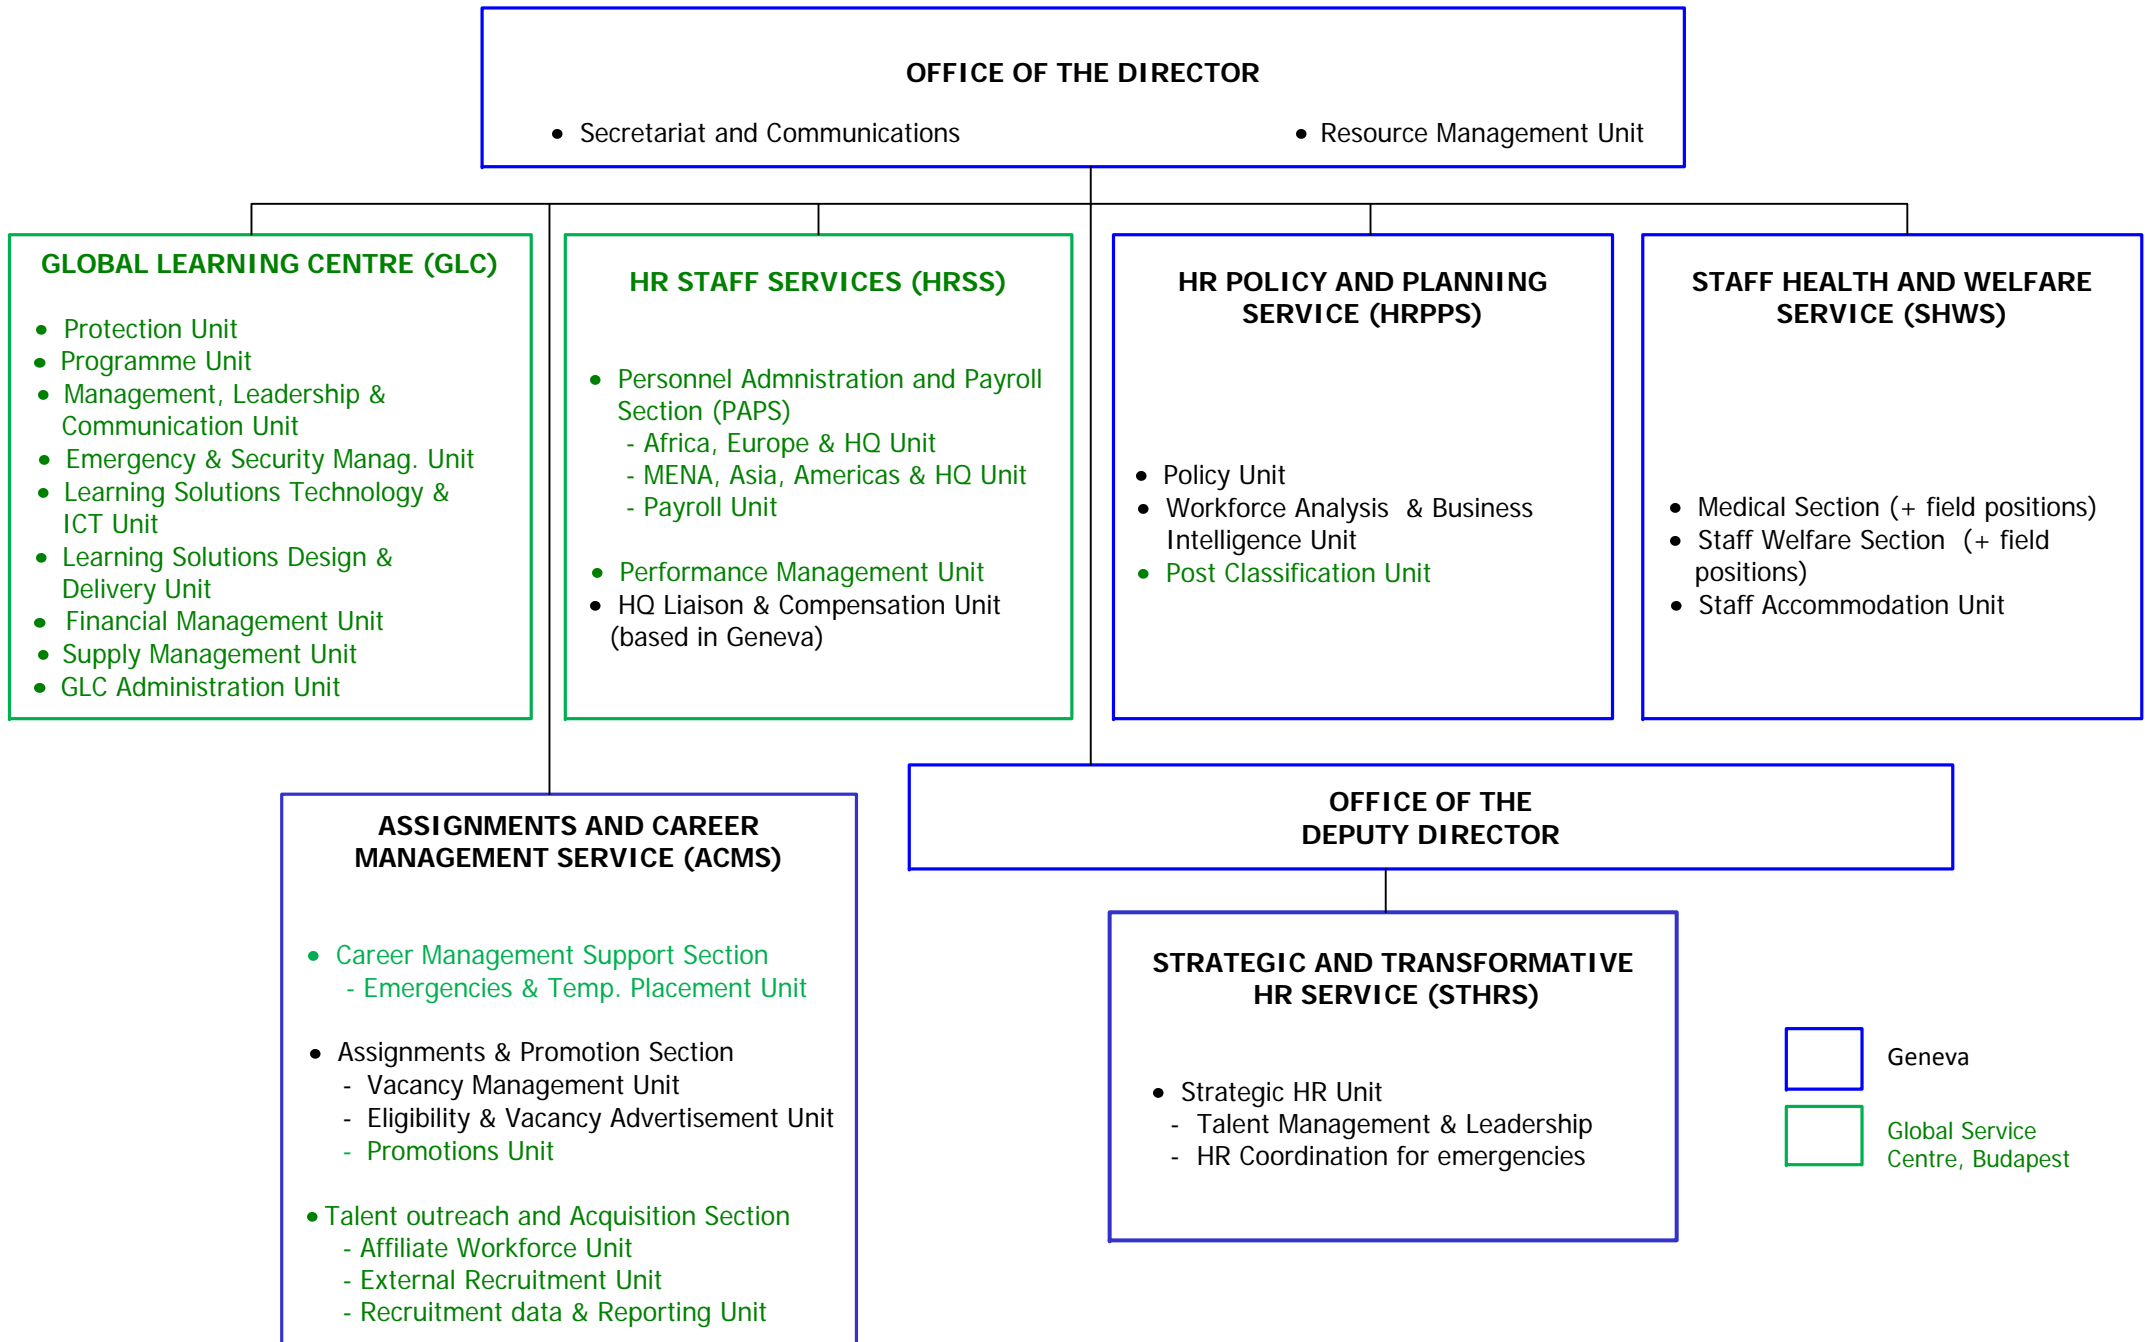 OFFICE OF THE DIRECTOR
• Secretariat and Communications
• Resource Management Unit
GLOBAL LEARNING CENTRE (GLC)
• Protection Unit
• Programme Unit
• Management, Leadership &
Communication Unit
• Emergency & Security Manag. Unit
• Learning Solutions Technology &
ICT Unit
• Learning Solutions Design &
Delivery Unit
• Financial Management Unit
• Supply Management Unit
• GLC Administration Unit
HR STAFF SERVICES (HRSS)
• Personnel Admnistration and Payroll
Section (PAPS)
- Africa, Europe & HQ Unit
- MENA, Asia, Americas & HQ Unit
- Payroll Unit
• Performance Management Unit
• HQ Liaison & Compensation Unit
(based in Geneva)
HR POLICY AND PLANNING
SERVICE (HRPPS)
• Policy Unit
• Workforce Analysis & Business
Intelligence Unit
• Post Classification Unit
STAFF HEALTH AND WELFARE
SERVICE (SHWS)
• Medical Section (+ field positions)
• Staff Welfare Section (+ field
positions)
• Staff Accommodation Unit
ASSIGNMENTS AND CAREER
MANAGEMENT SERVICE (ACMS)
• Career Management Support Section
- Emergencies & Temp. Placement Unit
• Assignments & Promotion Section
- Vacancy Management Unit
- Eligibility & Vacancy Advertisement Unit
- Promotions Unit
• Talent outreach and Acquisition Section
- Affiliate Workforce Unit
- External Recruitment Unit
- Recruitment data & Reporting Unit
OFFICE OF THE
DEPUTY DIRECTOR
STRATEGIC AND TRANSFORMATIVE
HR SERVICE (STHRS)
• Strategic HR Unit
- Talent Management & Leadership
- HR Coordination for emergencies
Geneva
Global Service
Centre, Budapest